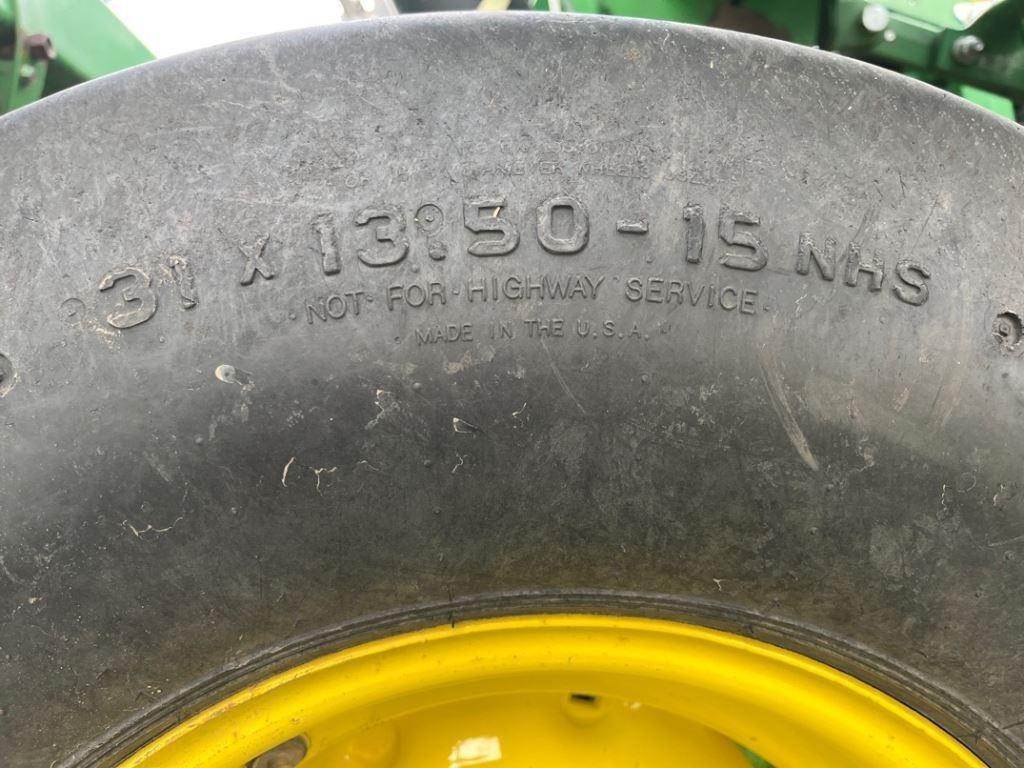 31 x 13.50 - 15 NHS
· NOT · FOR · HIGHWAY SERVICE ·
· MADE IN THE U.S.A. ·